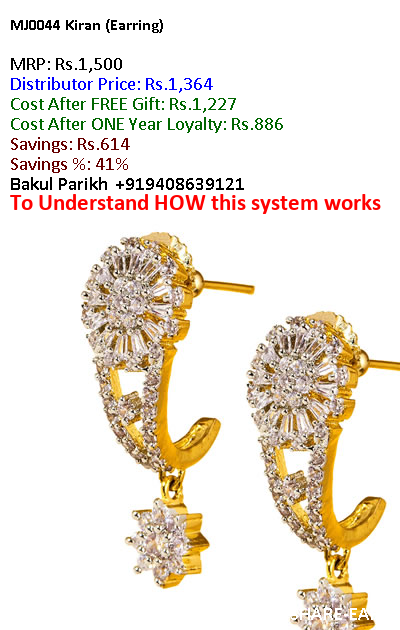 MJ0044 Kiran (Earring)
MRP: Rs.1,500
Distributor Price: Rs.1,364
Cost After FREE Gift: Rs.1,227
Cost After ONE Year Loyalty: Rs.886
Savings: Rs.614
Savings %: 41%
Bakul Parikh +919408639121
To Understand HOW this system works